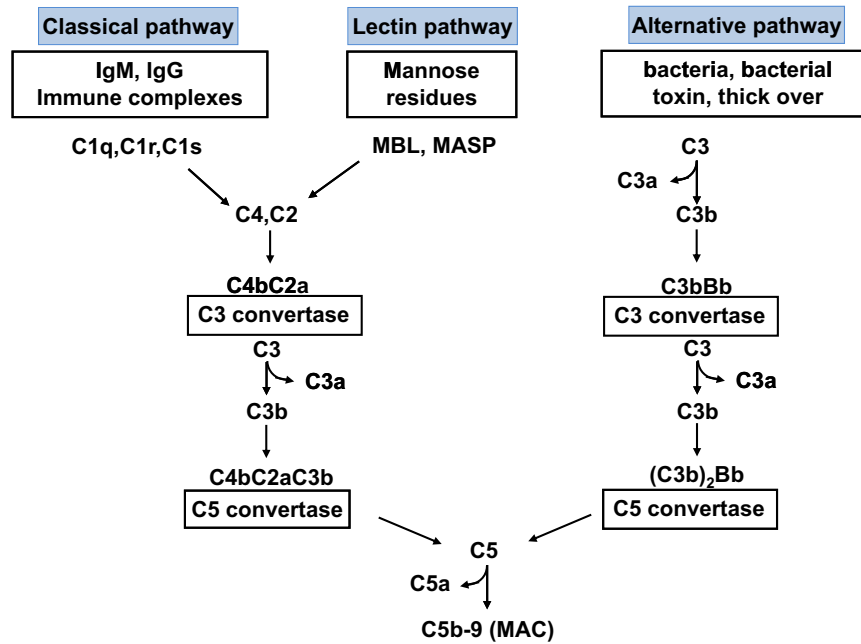 Classical pathway
Lectin pathway
Alternative pathway
IgM, IgG
Immune complexes
Mannose
residues
bacteria, bacterial
toxin, thick over
C1q,C1r,C1s
MBL, MASP
C3
C3a
C4,C2
C3b
C4bC2a
C3 convertase
C3bBb
C3 convertase
C3
C3a
C3b
C3
C3a
C3b
C4bC2aC3b
C5 convertase
(C3b)₂Bb
C5 convertase
C5
C5a
C5b-9 (MAC)